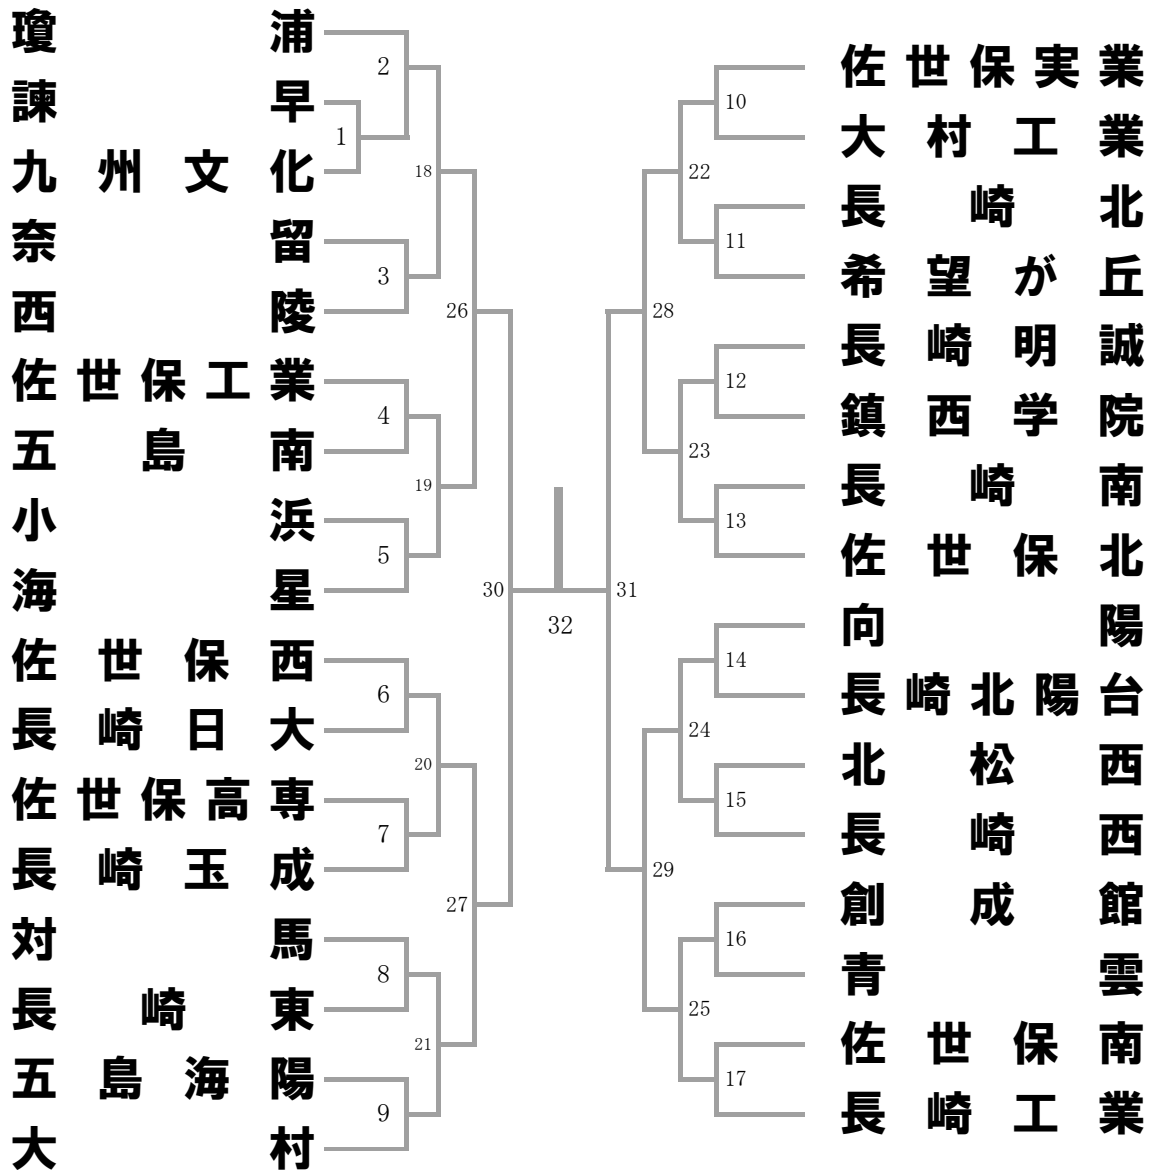 瓊浦
諫早
九州文化
奈留
西陵
佐世保工業
五島南
小浜
海星
佐世保西
長崎日大
佐世保高専
長崎玉成
対馬
長崎東
五島海陽
大村
2
1
18
3
26
4
19
5
30
6
20
7
27
8
21
9
32
10
22
11
28
12
23
13
31
14
24
15
29
16
25
17
佐世保実業
大村工業
長崎北
希望が丘
長崎明誠
鎮西学院
長崎南
佐世保北
向陽
長崎北陽台
北松西
長崎西
創成館
青雲
佐世保南
長崎工業